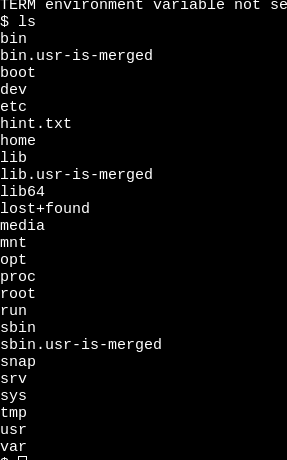 TERM environment variable not se
$ ls
bin
bin.usr-is-merged
boot
dev
etc
hint.txt
home
lib
lib.usr-is-merged
lib64
lost+found
media
mnt
opt
proc
root
run
sbin
sbin.usr-is-merged
snap
srv
sys
tmp
usr
var
$